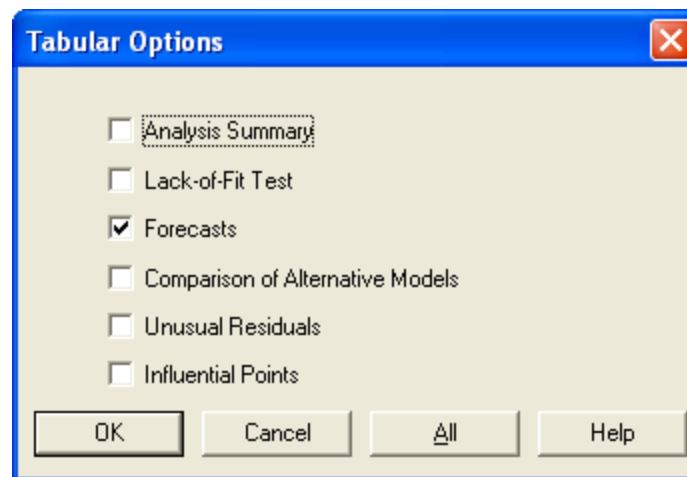 Tabular Options
Analysis Summary
Lack-of-Fit Test
Forecasts
Comparison of Alternative Models
Unusual Residuals
Influential Points
OK Cancel All Help